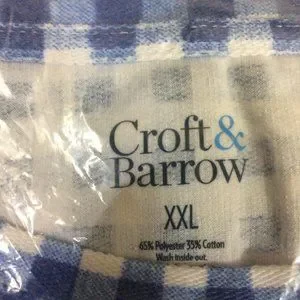 Croft&
Barrow
XXL
65% Polyester 35% Cotton
Wash inside out.